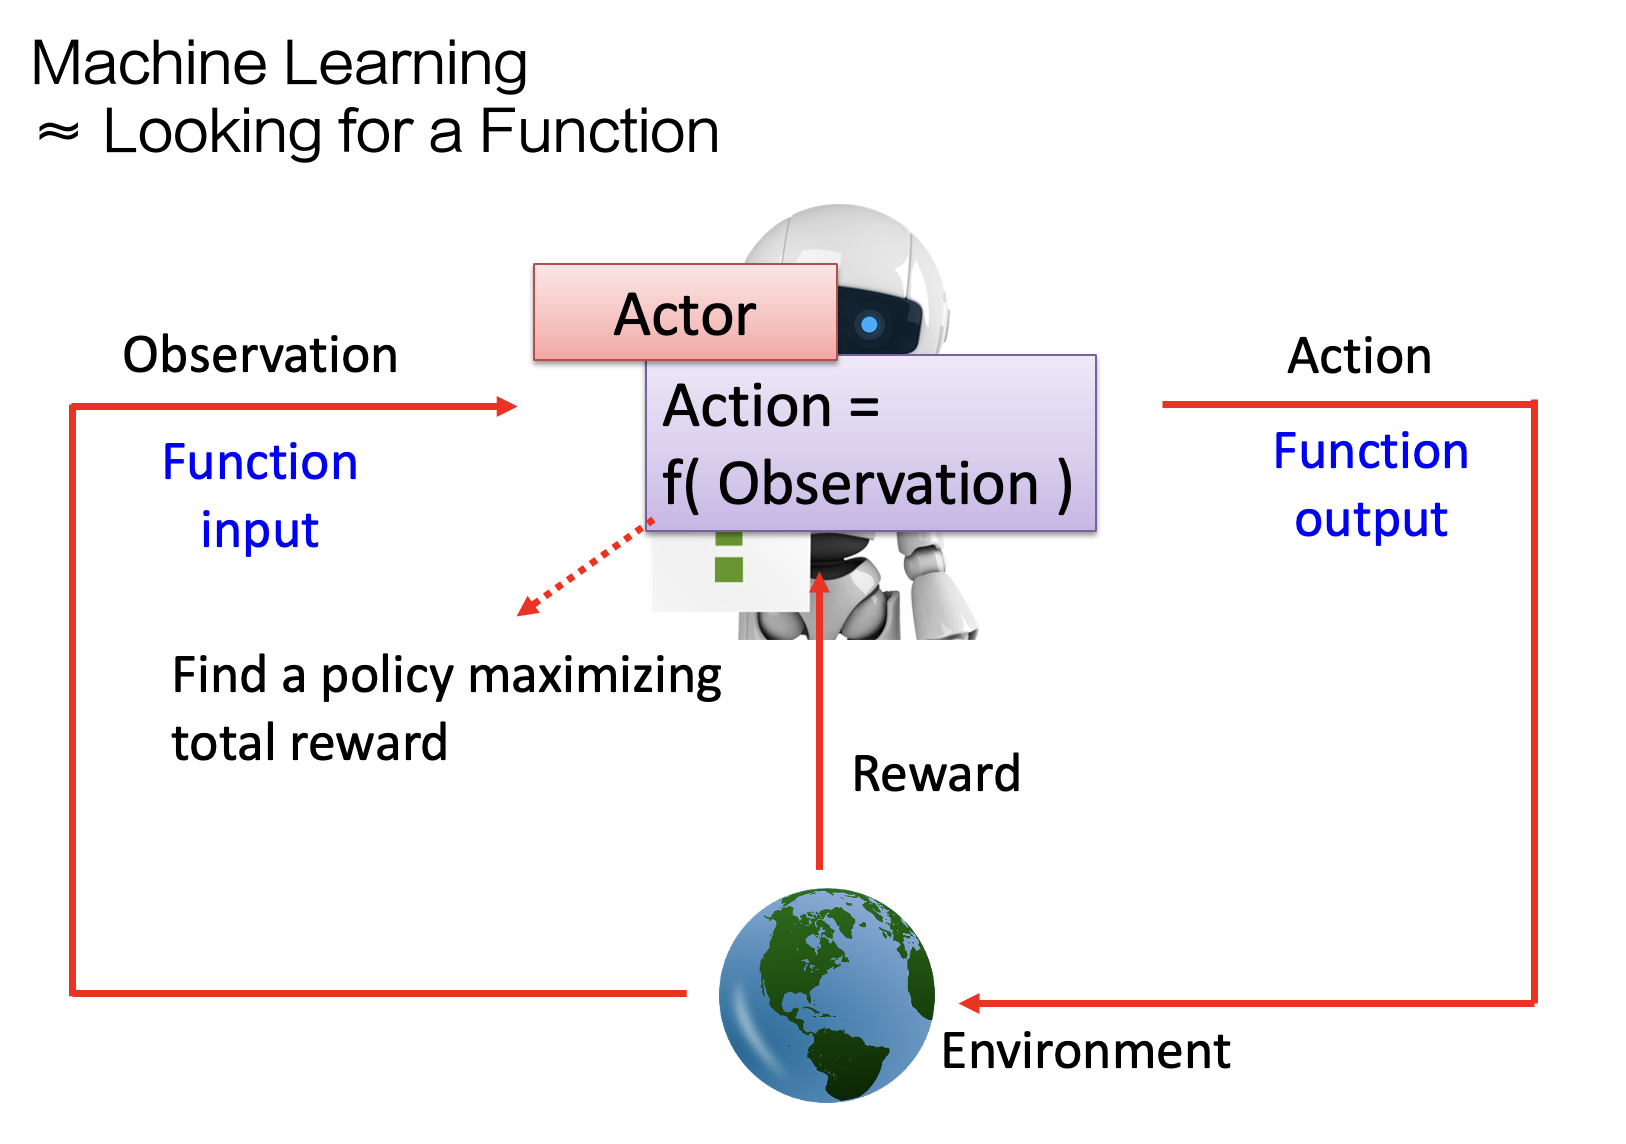 Machine Learning
≈ Looking for a Function
Actor
Observation
Action
Action =
f( Observation )
Function
input
Function
output
Find a policy maximizing
total reward
Reward
Environment